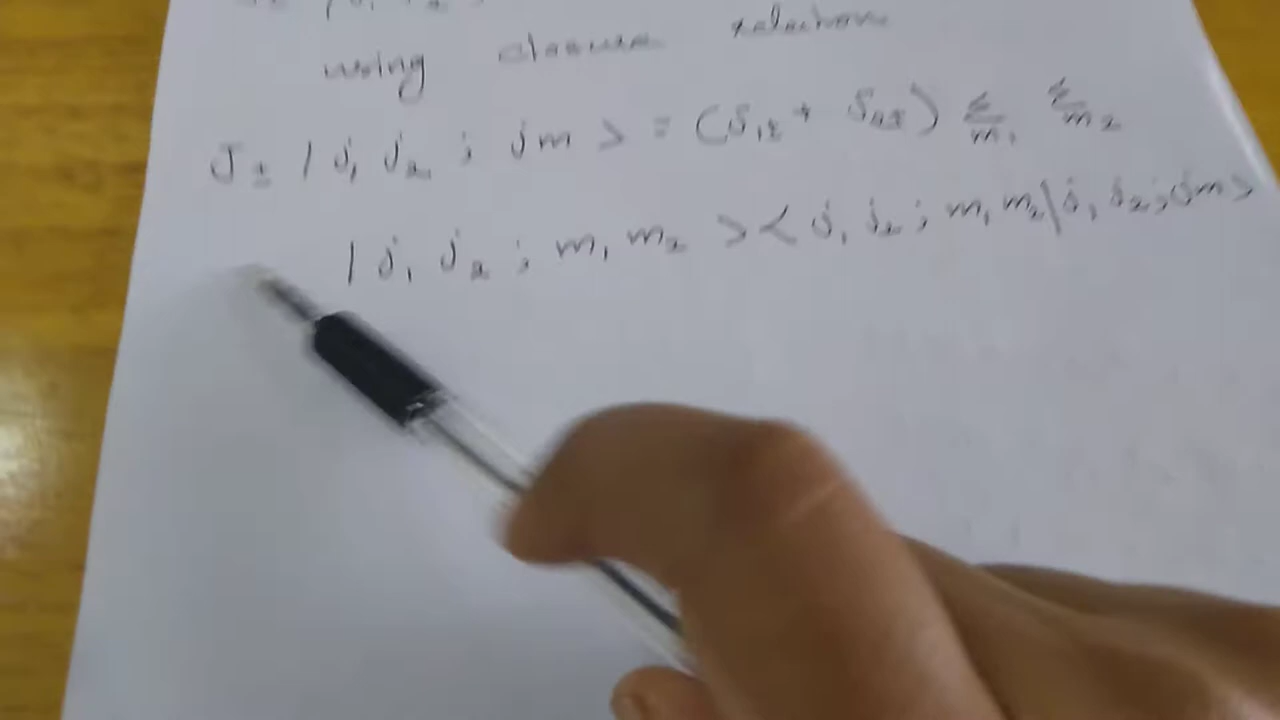 using closure relation
J± | j₁ j₂ ; jm > = (J₁± + J₂±) Σm₁ Σm₂
| j₁ j₂ ; m₁ m₂ > < j₁ j₂ ; m₁ m₂ | j₁ j₂ ; jm >